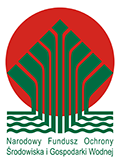 Narodowy Fundusz Ochrony
Środowiska i Gospodarki Wodnej